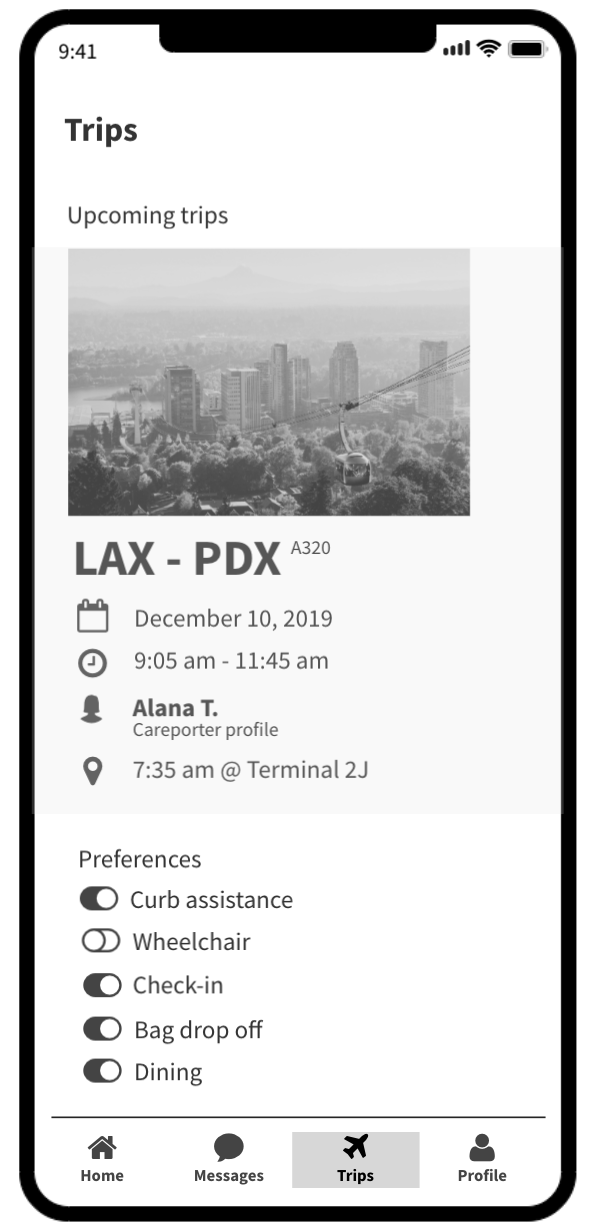 9:41
Trips
Upcoming trips
LAX - PDX A320
December 10, 2019
9:05 am - 11:45 am
Alana T.
Careporter profile
7:35 am @ Terminal 2J
Preferences
Curb assistance
Wheelchair
Check-in
Bag drop off
Dining
Home Messages Trips Profile